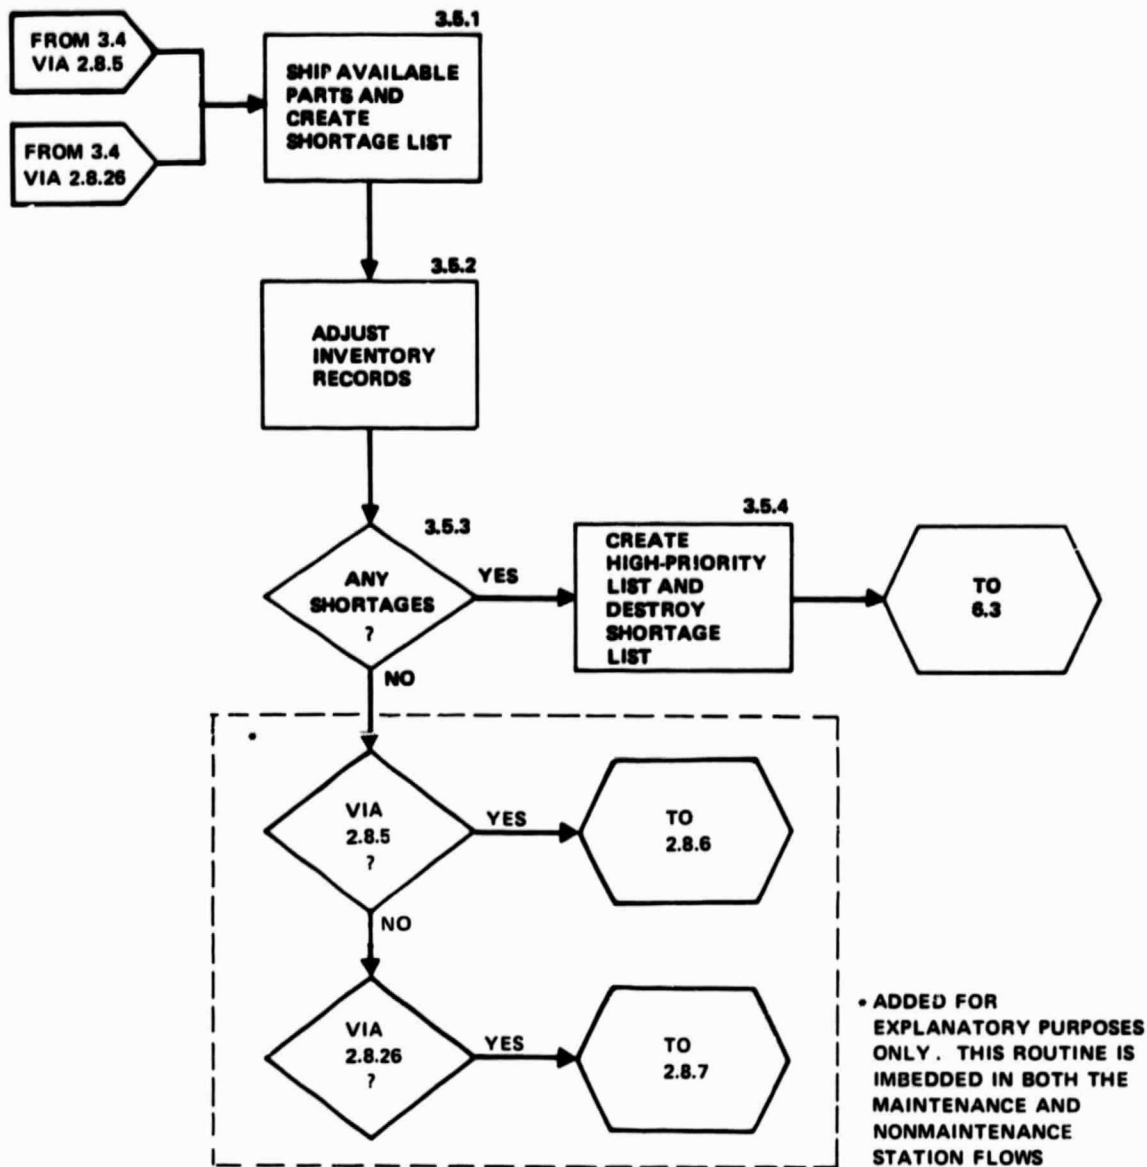 FROM 3.4
VIA 2.8.5
FROM 3.4
VIA 2.8.26
3.5.1
SHIP AVAILABLE
PARTS AND
CREATE
SHORTAGE LIST
3.5.2
ADJUST
INVENTORY
RECORDS
3.5.3
ANY
SHORTAGES
?
YES
NO
3.5.4
CREATE
HIGH-PRIORITY
LIST AND
DESTROY
SHORTAGE
LIST
TO
6.3
•
VIA
2.8.5
?
YES
NO
TO
2.8.6
VIA
2.8.26
?
YES
TO
2.8.7
• ADDED FOR
EXPLANATORY PURPOSES
ONLY. THIS ROUTINE IS
IMBEDDED IN BOTH THE
MAINTENANCE AND
NONMAINTENANCE
STATION FLOWS